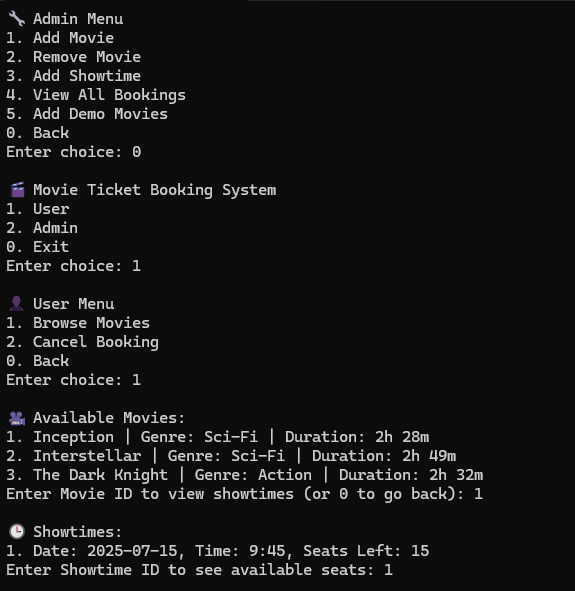 🔧 Admin Menu
1. Add Movie
2. Remove Movie
3. Add Showtime
4. View All Bookings
5. Add Demo Movies
0. Back
Enter choice: 0
🎬 Movie Ticket Booking System
1. User
2. Admin
0. Exit
Enter choice: 1
👤 User Menu
1. Browse Movies
2. Cancel Booking
0. Back
Enter choice: 1
🎥 Available Movies:
1. Inception | Genre: Sci-Fi | Duration: 2h 28m
2. Interstellar | Genre: Sci-Fi | Duration: 2h 49m
3. The Dark Knight | Genre: Action | Duration: 2h 32m
Enter Movie ID to view showtimes (or 0 to go back): 1
🕒 Showtimes:
1. Date: 2025-07-15, Time: 9:45, Seats Left: 15
Enter Showtime ID to see available seats: 1